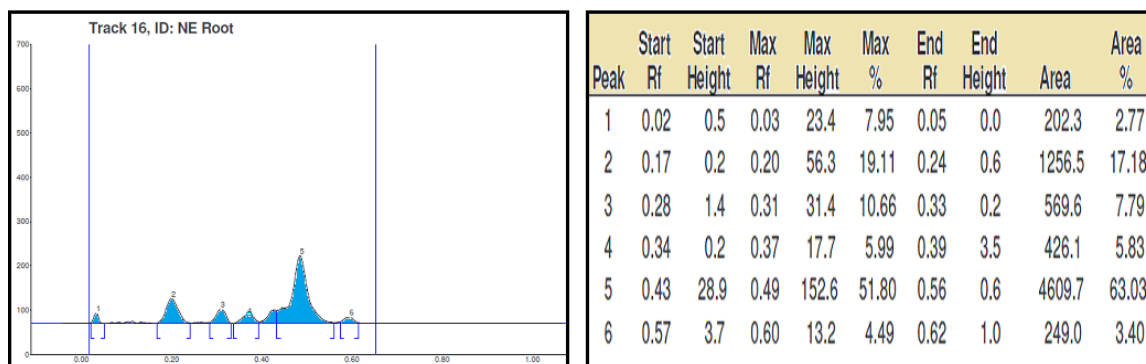 Track 16, ID: NE Root
700
600
500
400
300
200
100
0
0.00 0.20 0.40 0.60 0.80 1.00
1
2
3
4
5
6
Start Start Max Max Max End End Area
Peak Rf Height Rf Height % Rf Height Area %
1 0.02 0.5 0.03 23.4 7.95 0.05 0.0 202.3 2.77
2 0.17 0.2 0.20 56.3 19.11 0.24 0.6 1256.5 17.18
3 0.28 1.4 0.31 31.4 10.66 0.33 0.2 569.6 7.79
4 0.34 0.2 0.37 17.7 5.99 0.39 3.5 426.1 5.83
5 0.43 28.9 0.49 152.6 51.80 0.56 0.6 4609.7 63.03
6 0.57 3.7 0.60 13.2 4.49 0.62 1.0 249.0 3.40